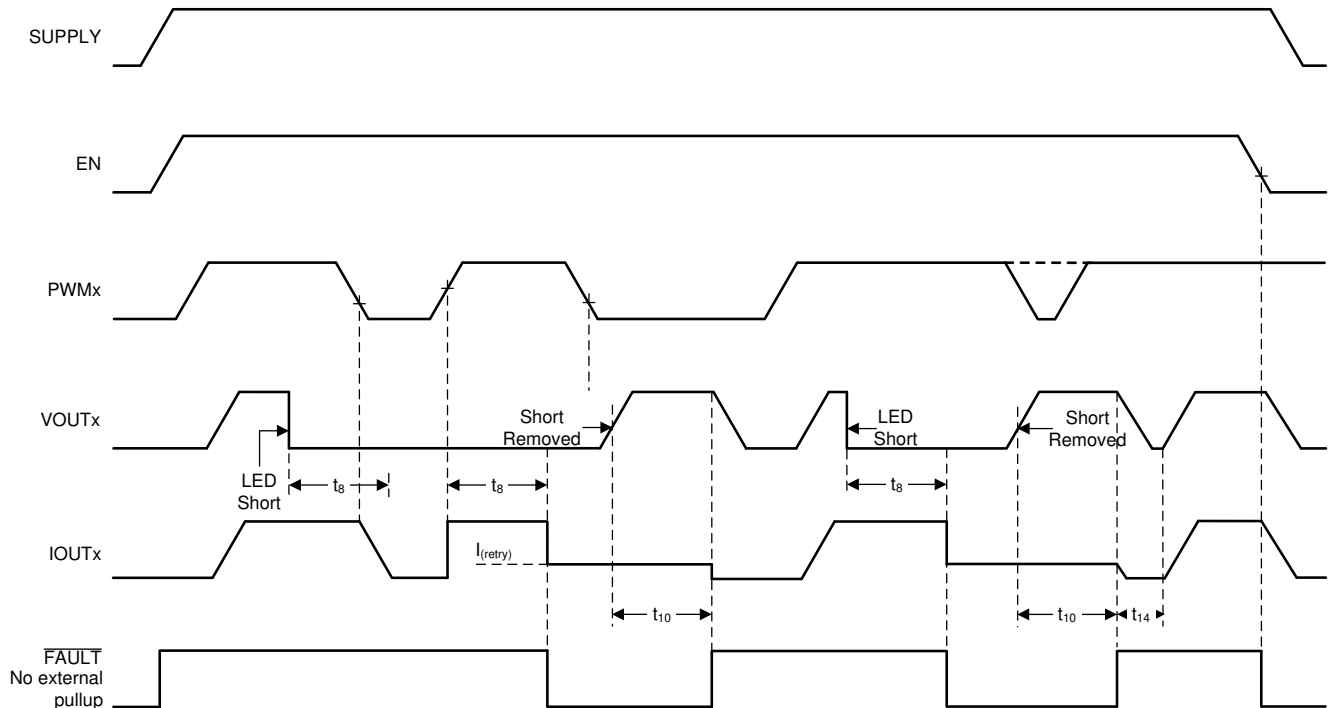 SUPPLY
EN
PWMx
VOUTx
LED
Short
t8
t8
Short
Removed
LED
Short
t8
Short
Removed
IOUTx
I(retry)
t10
t10
t14
FAULT
No external
pullup